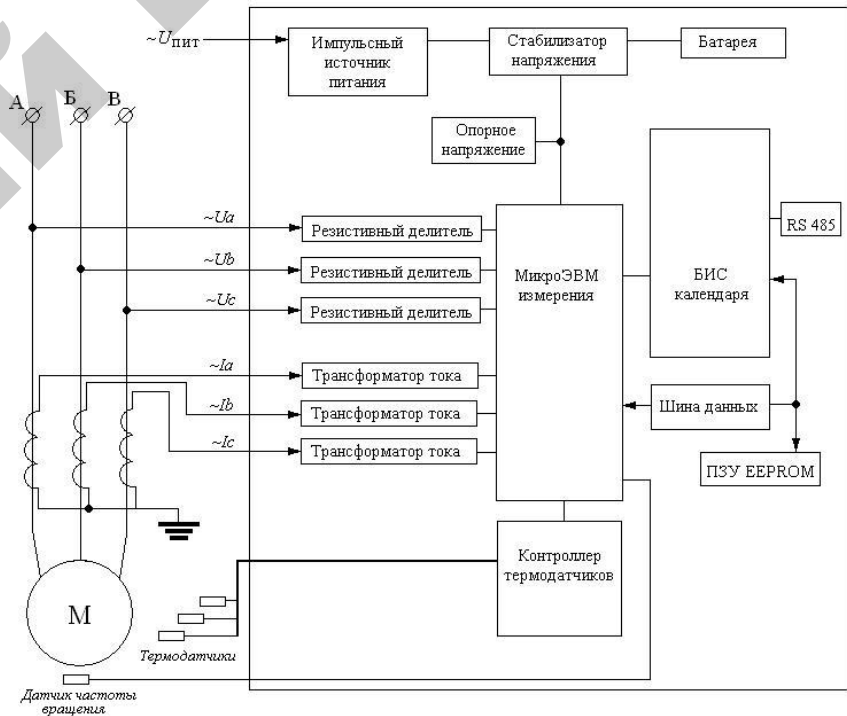 ~Uпит
Импульсный
источник
питания
Стабилизатор
напряжения
Батарея
А Б В
Опорное
напряжение
~Ua
Резистивный делитель
~Ub
Резистивный делитель
~Uc
Резистивный делитель
МикроЭВМ
измерения
БИС
календаря
RS 485
~Ia
Трансформатор тока
~Ib
Трансформатор тока
~Ic
Трансформатор тока
Шина данных
ПЗУ EEPROM
Контроллер
термодатчиков
М
Термодатчики
Датчик частоты
вращения